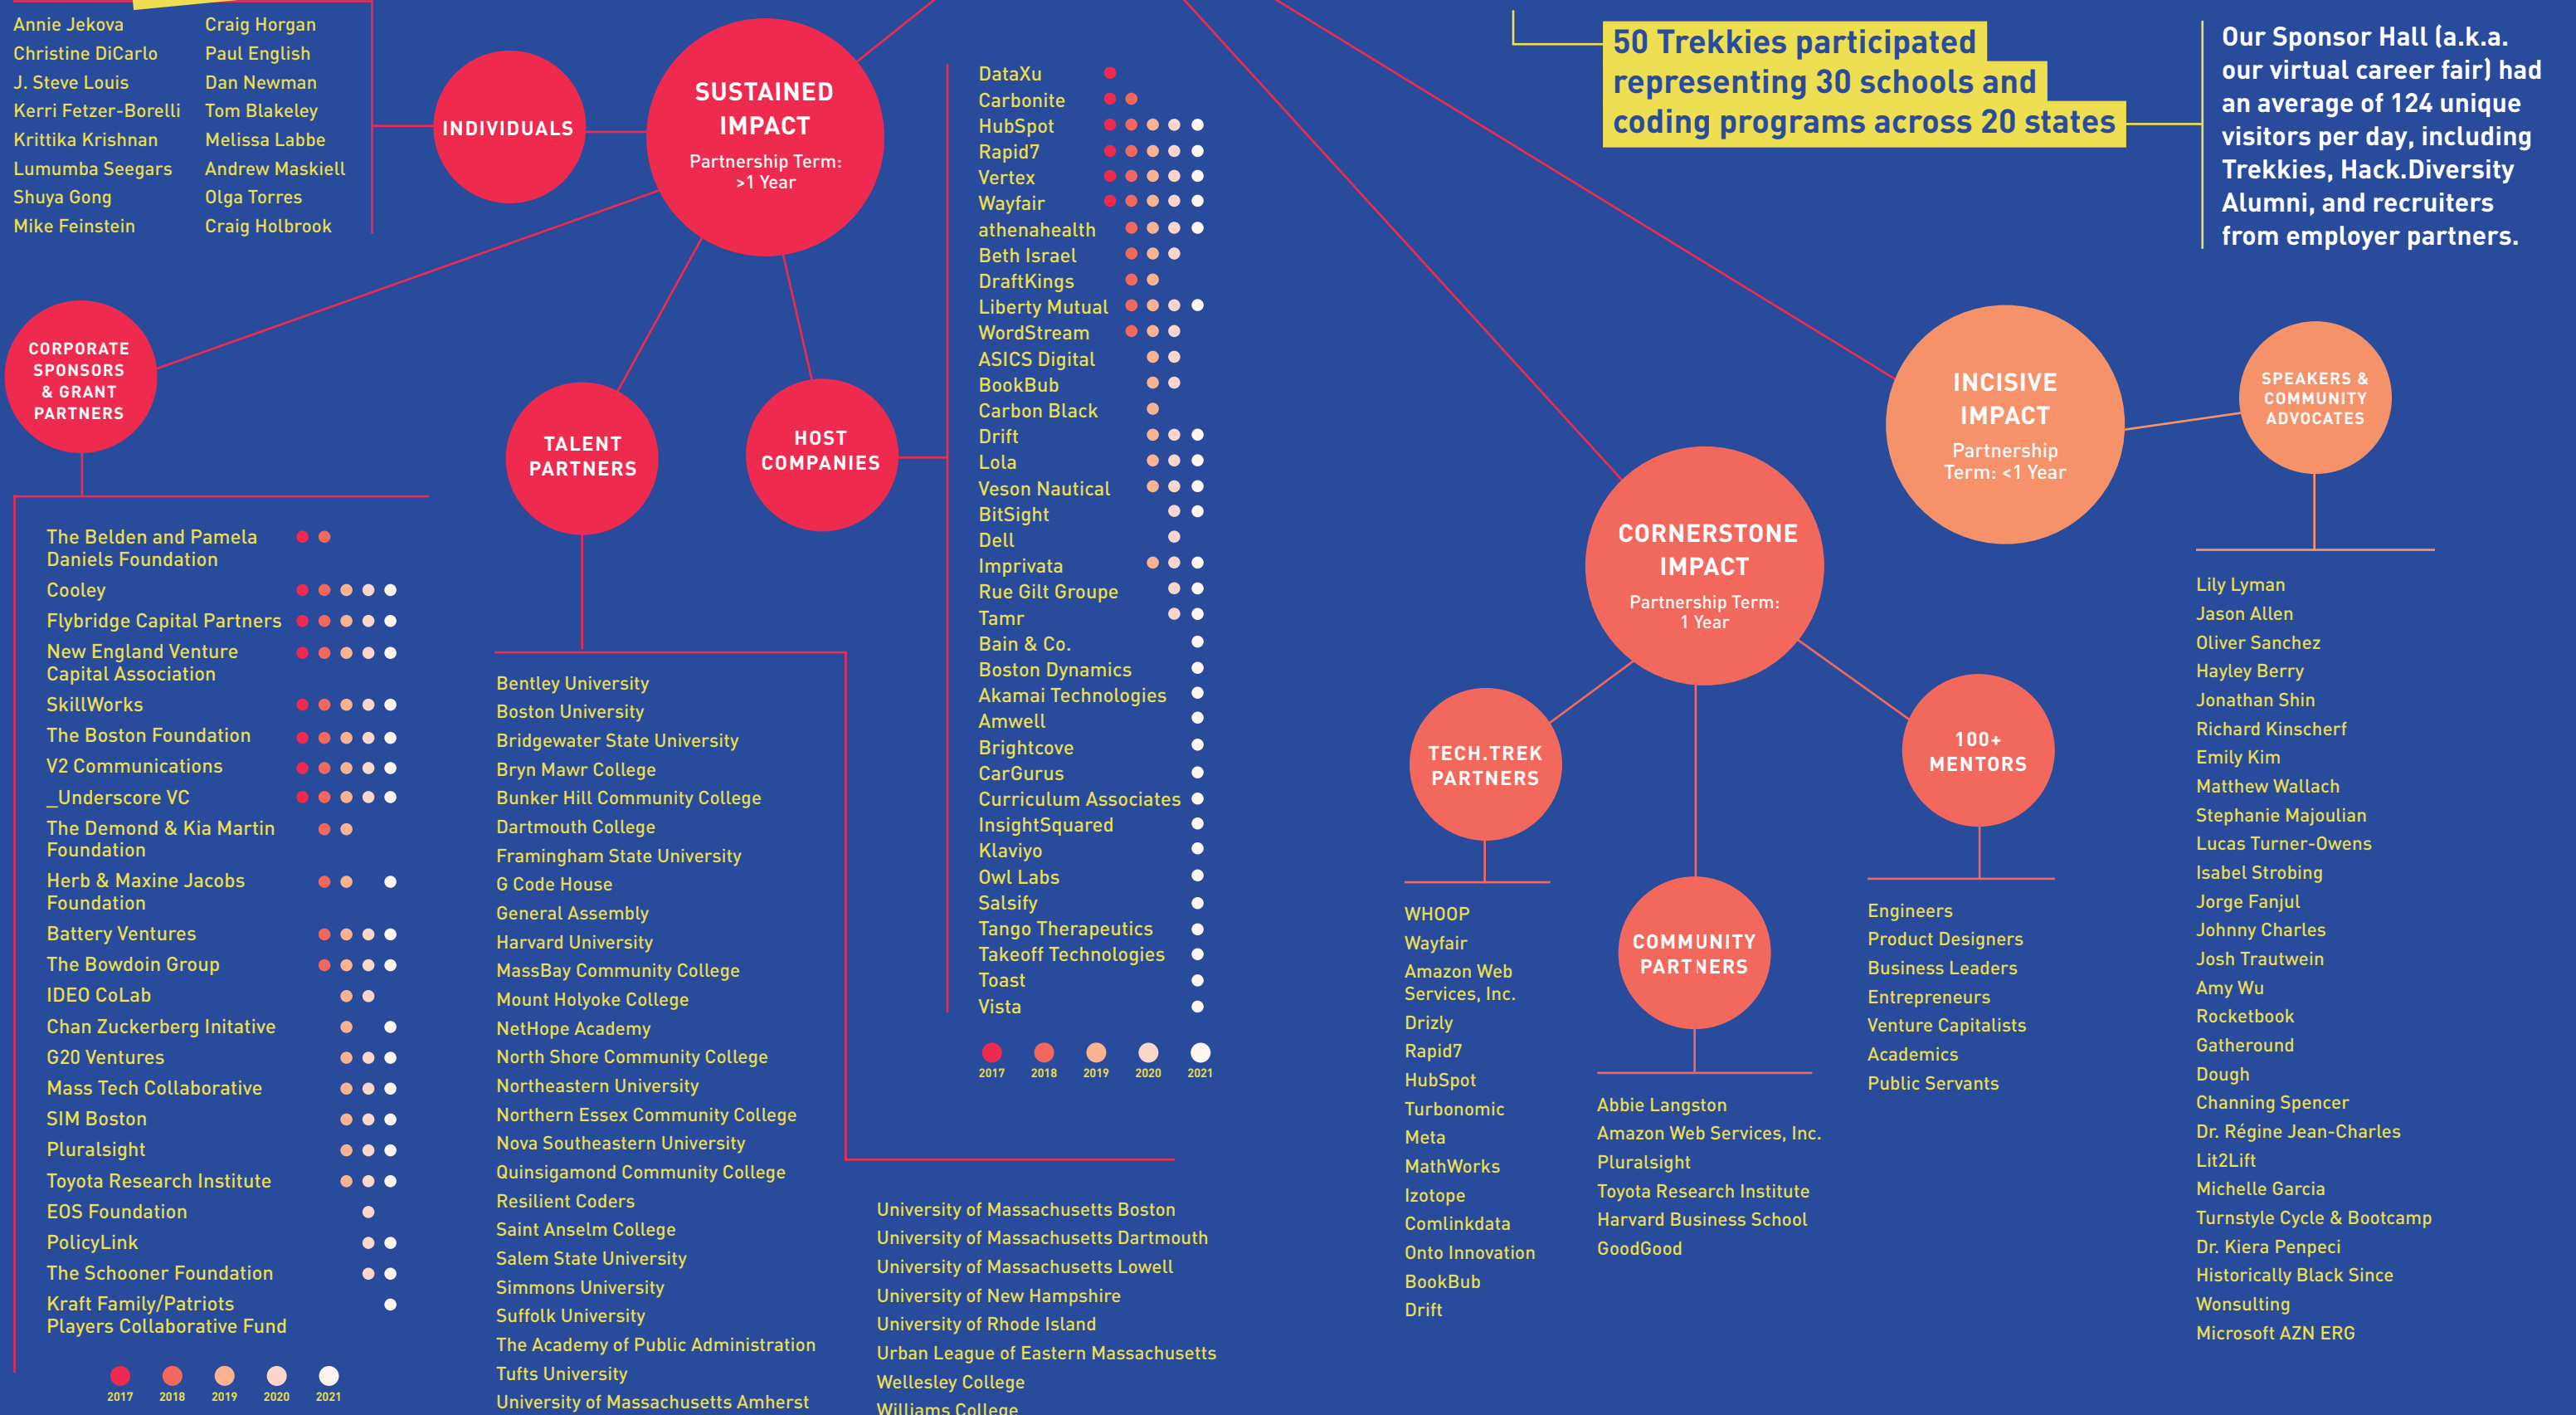 Annie Jekova
Christine DiCarlo
J. Steve Louis
Kerri Fetzer-Borelli
Krittika Krishnan
Lumumba Seegars
Shuya Gong
Mike Feinstein
Craig Horgan
Paul English
Dan Newman
Tom Blakeley
Melissa Labbe
Andrew Maskiell
Olga Torres
Craig Holbrook
INDIVIDUALS
SUSTAINED
IMPACT
Partnership Term:
>1 Year
CORPORATE
SPONSORS
& GRANT
PARTNERS
The Belden and Pamela
Daniels Foundation
Cooley
Flybridge Capital Partners
New England Venture
Capital Association
SkillWorks
The Boston Foundation
V2 Communications
_Underscore VC
The Demond & Kia Martin
Foundation
Herb & Maxine Jacobs
Foundation
Battery Ventures
The Bowdoin Group
IDEO CoLab
Chan Zuckerberg Initative
G20 Ventures
Mass Tech Collaborative
SIM Boston
Pluralsight
Toyota Research Institute
EOS Foundation
PolicyLink
The Schooner Foundation
Kraft Family/Patriots
Players Collaborative Fund
2017 2018 2019 2020 2021
TALENT
PARTNERS
Bentley University
Boston University
Bridgewater State University
Bryn Mawr College
Bunker Hill Community College
Dartmouth College
Framingham State University
G Code House
General Assembly
Harvard University
MassBay Community College
Mount Holyoke College
NetHope Academy
North Shore Community College
Northeastern University
Northern Essex Community College
Nova Southeastern University
Quinsigamond Community College
Resilient Coders
Saint Anselm College
Salem State University
Simmons University
Suffolk University
The Academy of Public Administration
Tufts University
University of Massachusetts Amherst
University of Massachusetts Boston
University of Massachusetts Dartmouth
University of Massachusetts Lowell
University of New Hampshire
University of Rhode Island
Urban League of Eastern Massachusetts
Wellesley College
Williams College
HOST
COMPANIES
DataXu
Carbonite
HubSpot
Rapid7
Vertex
Wayfair
athenahealth
Beth Israel
DraftKings
Liberty Mutual
WordStream
ASICS Digital
BookBub
Carbon Black
Drift
Lola
Veson Nautical
BitSight
Dell
Imprivata
Rue Gilt Groupe
Tamr
Bain & Co.
Boston Dynamics
Akamai Technologies
Amwell
Brightcove
CarGurus
Curriculum Associates
InsightSquared
Klaviyo
Owl Labs
Salsify
Tango Therapeutics
Takeoff Technologies
Toast
Vista
2017 2018 2019 2020 2021
50 Trekkies participated
representing 30 schools and
coding programs across 20 states
Our Sponsor Hall (a.k.a.
our virtual career fair) had
an average of 124 unique
visitors per day, including
Trekkies, Hack.Diversity
Alumni, and recruiters
from employer partners.
CORNERSTONE
IMPACT
Partnership Term:
1 Year
TECH.TREK
PARTNERS
WHOOP
Wayfair
Amazon Web
Services, Inc.
Drizly
Rapid7
HubSpot
Turbonomic
Meta
MathWorks
Izotope
Comlinkdata
Onto Innovation
BookBub
Drift
COMMUNITY
PARTNERS
Abbie Langston
Amazon Web Services, Inc.
Pluralsight
Toyota Research Institute
Harvard Business School
GoodGood
100+
MENTORS
Engineers
Product Designers
Business Leaders
Entrepreneurs
Venture Capitalists
Academics
Public Servants
INCISIVE
IMPACT
Partnership
Term: <1 Year
SPEAKERS &
COMMUNITY
ADVOCATES
Lily Lyman
Jason Allen
Oliver Sanchez
Hayley Berry
Jonathan Shin
Richard Kinscherf
Emily Kim
Matthew Wallach
Stephanie Majoulian
Lucas Turner-Owens
Isabel Strobing
Jorge Fanjul
Johnny Charles
Josh Trautwein
Amy Wu
Rocketbook
Gatheround
Dough
Channing Spencer
Dr. Régine Jean-Charles
Lit2Lift
Michelle Garcia
Turnstyle Cycle & Bootcamp
Dr. Kiera Penpeci
Historically Black Since
Wonsulting
Microsoft AZN ERG